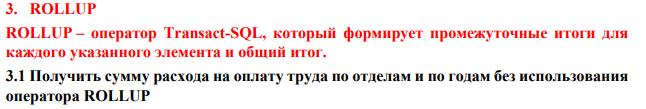 3. ROLLUP
ROLLUP – оператор Transact-SQL, который формирует промежуточные итоги для
каждого указанного элемента и общий итог.
3.1 Получить сумму расхода на оплату труда по отделам и по годам без использования
оператора ROLLUP